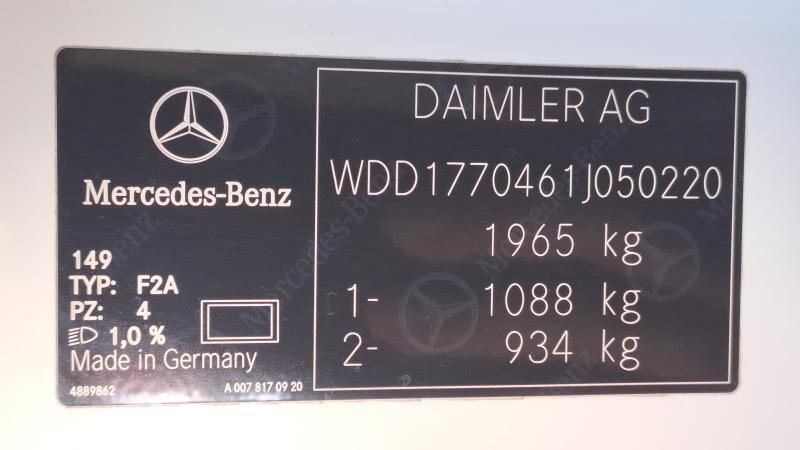 Mercedes-Benz
149
TYP: F2A
PZ: 4
1,0 %
Made in Germany
4889862
A 007 817 09 20
DAIMLER AG
WDD1770461J050220
1965 kg
1- 1088 kg
2- 934 kg